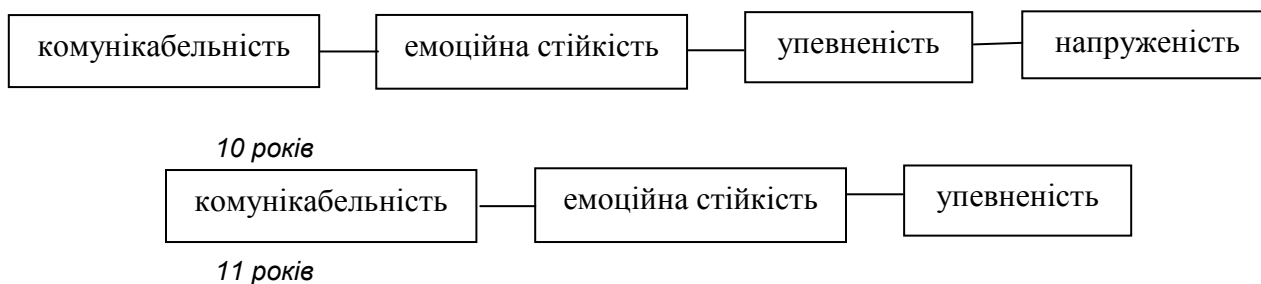 комунікабельність емоційна стійкість упевненість напруженість
10 років
комунікабельність емоційна стійкість упевненість
11 років